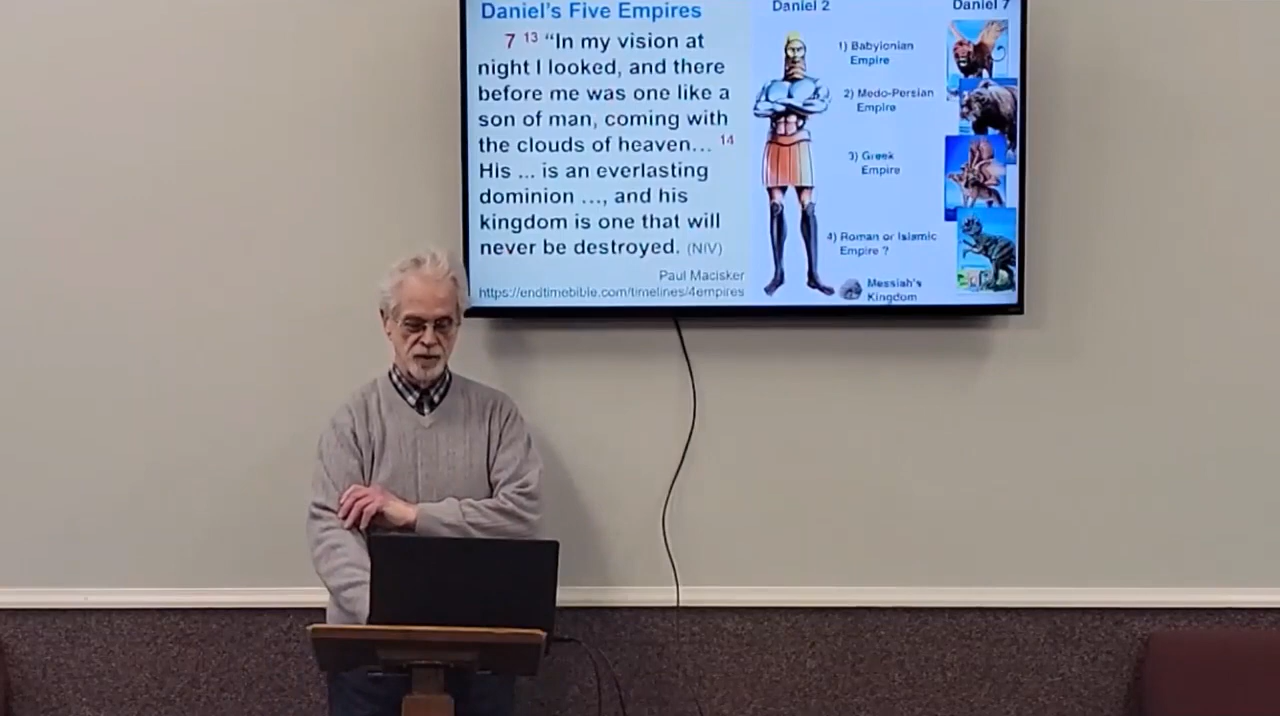 Daniel's Five Empires
7 13 “In my vision at
night I looked, and there
before me was one like a
son of man, coming with
the clouds of heaven... 14
His ... is an everlasting
dominion ..., and his
kingdom is one that will
never be destroyed. (NIV)
Paul Macisker
https://endtimebible.com/timelines/4empires
Daniel 2
Daniel 7
1) Babylonian
Empire
2) Medo-Persian
Empire
3) Greek
Empire
4) Roman or Islamic
Empire ?
Messiah's
Kingdom